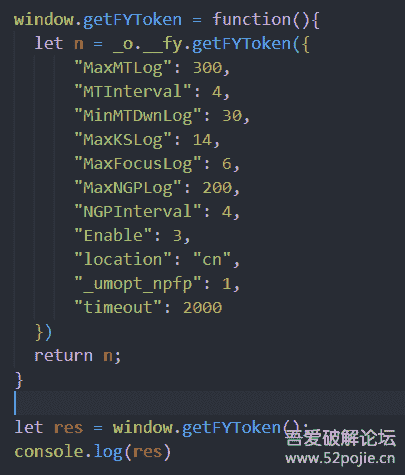 window.getFYToken = function(){
let n = _o.__fy.getFYToken({
"MaxMTLog": 300,
"MTInterval": 4,
"MinMTDwnLog": 30,
"MaxKSLog": 14,
"MaxFocusLog": 6,
"MaxNGPLog": 200,
"NGPInterval": 4,
"Enable": 3,
"location": "cn",
"_umopt_npfp": 1,
"timeout": 2000
})
return n;
}
let res = window.getFYToken();
console.log(res)
吾爱破解论坛
www.52pojie.cn